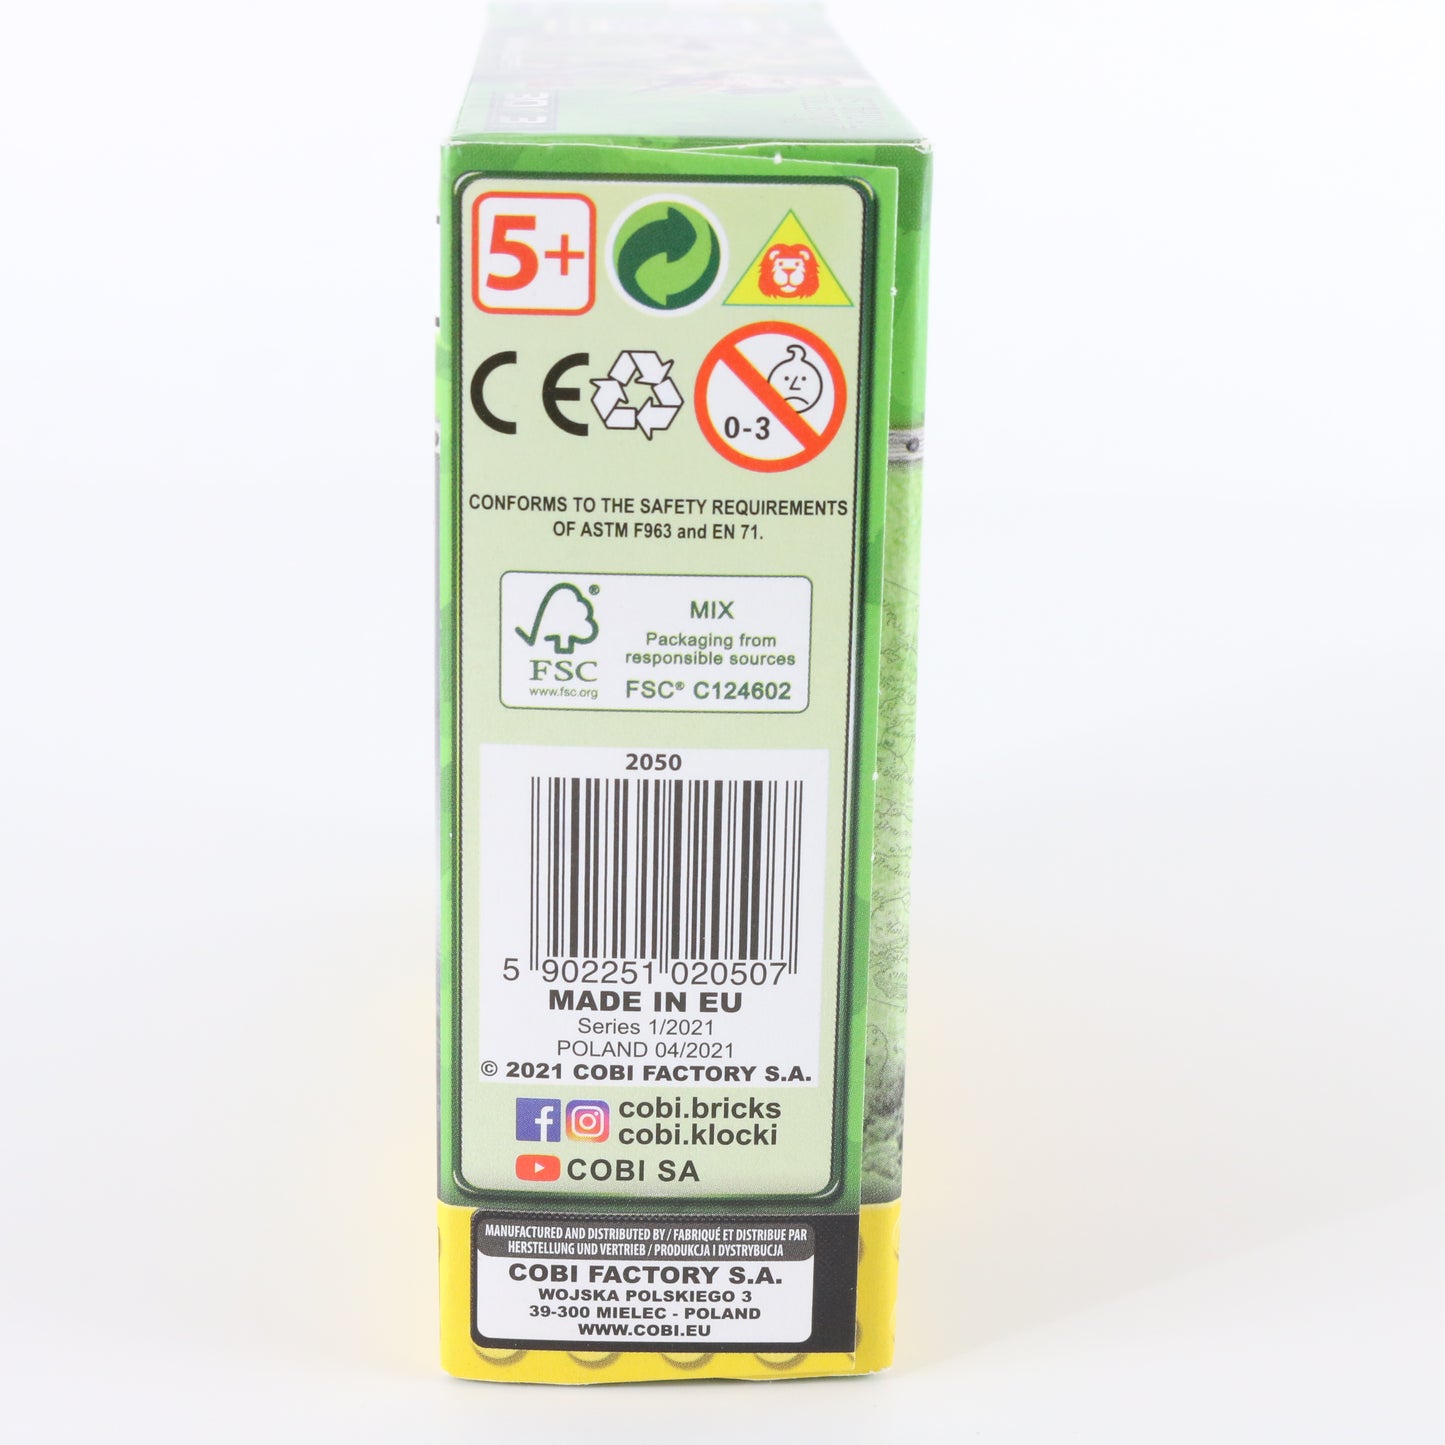 5+
CE
0-3
CONFORMS TO THE SAFETY REQUIREMENTS
OF ASTM F963 and EN 71.
®
FSC
www.fsc.org
MIX
Packaging from
responsible sources
FSC® C124602
2050
5 902251 020507
MADE IN EU
Series 1/2021
POLAND 04/2021
© 2021 COBI FACTORY S.A.
cobi.bricks
cobi.klocki
COBI SA
MANUFACTURED AND DISTRIBUTED BY / FABRIQUÉ ET DISTRIBUE PAR
HERSTELLUNG UND VERTRIEB / PRODUKCJA I DYSTRYBUCJA
COBI FACTORY S.A.
WOJSKA POLSKIEGO 3
39-300 MIELEC - POLAND
WWW.COBI.EU